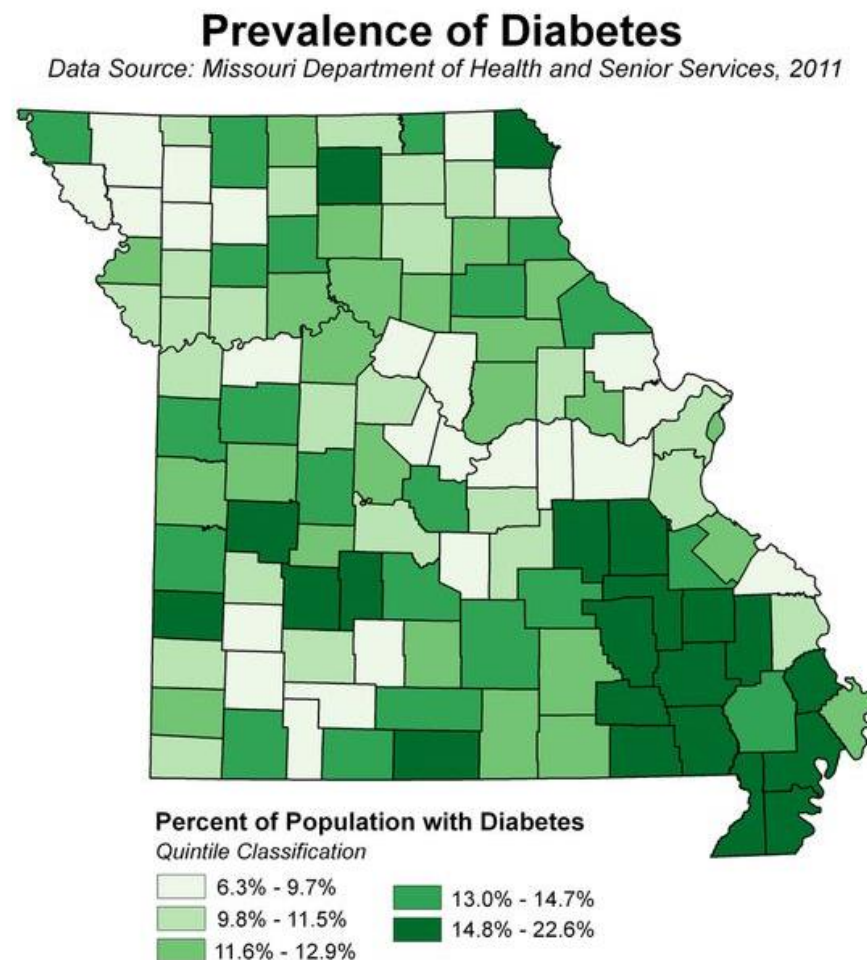 Prevalence of Diabetes
Data Source: Missouri Department of Health and Senior Services, 2011
Percent of Population with Diabetes
Quintile Classification
6.3% - 9.7%
9.8% - 11.5%
11.6% - 12.9%
13.0% - 14.7%
14.8% - 22.6%